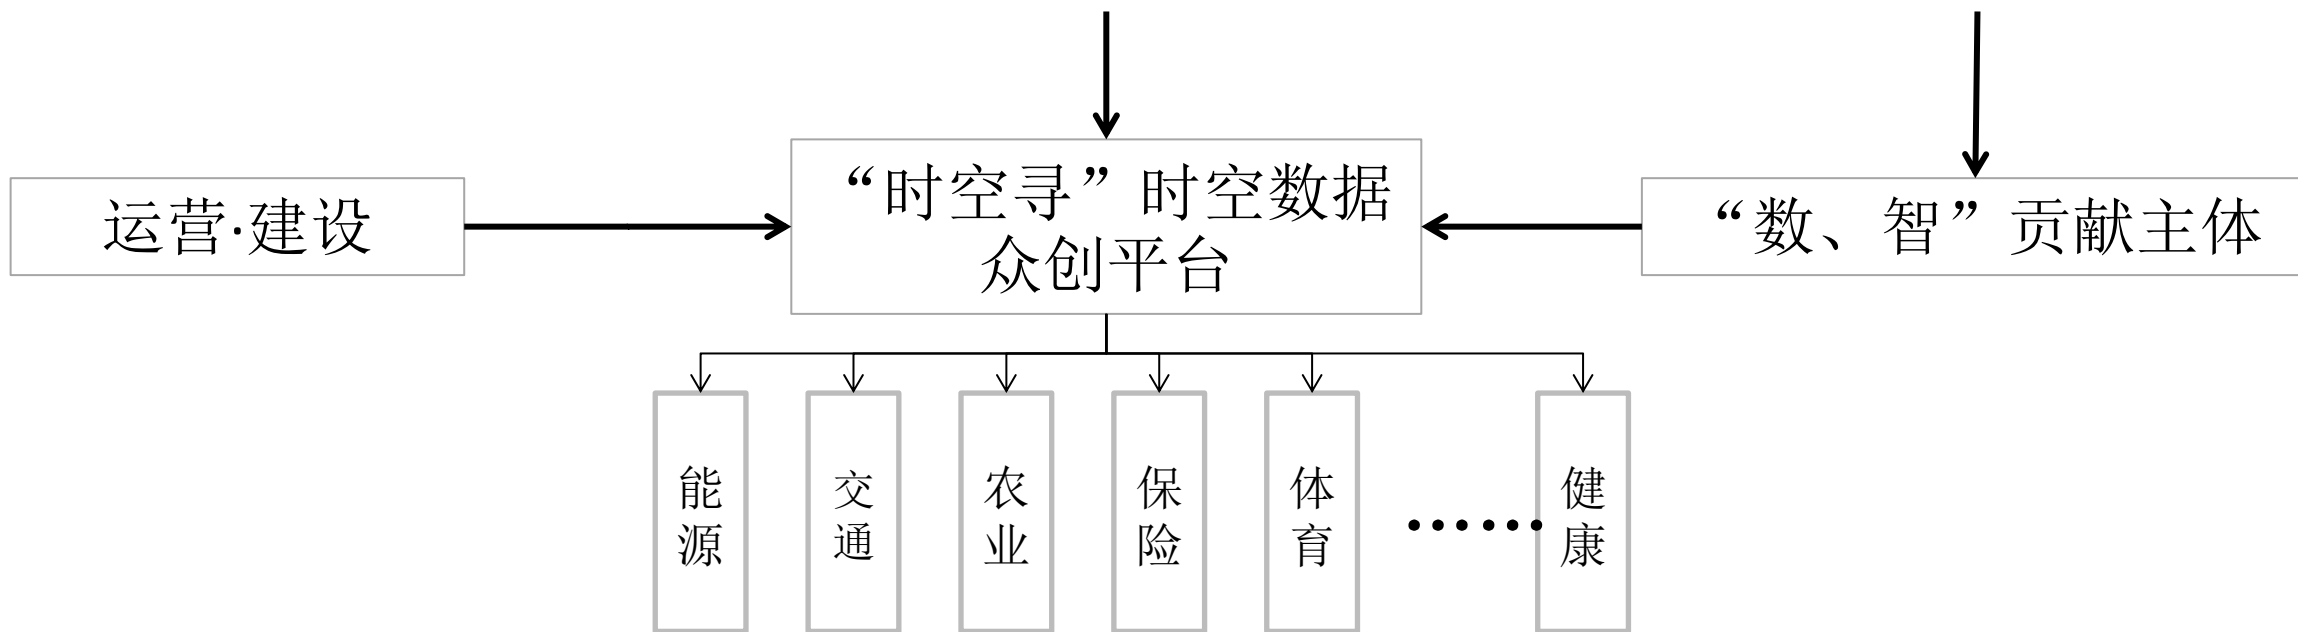 运营·建设
“时空寻”时空数据
众创平台
“数、智”贡献主体
能
源
交
通
农
业
保
险
体
育
······
健
康